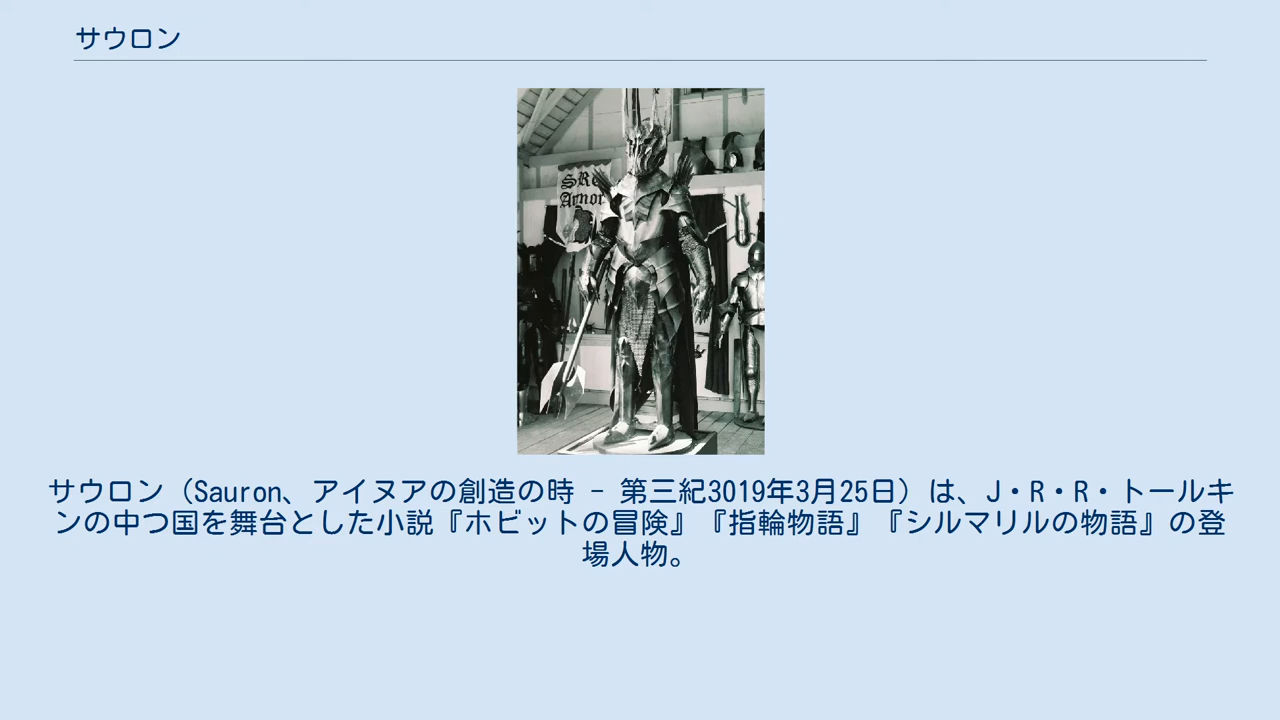 サウロン
SRG
Armor
サウロン（Sauron、アイヌアの創造の時 - 第三紀3019年3月25日）は、J・R・R・トールキ
ンの中つ国を舞台とした小説『ホビットの冒険』『指輪物語』『シルマリルの物語』の登
場人物。